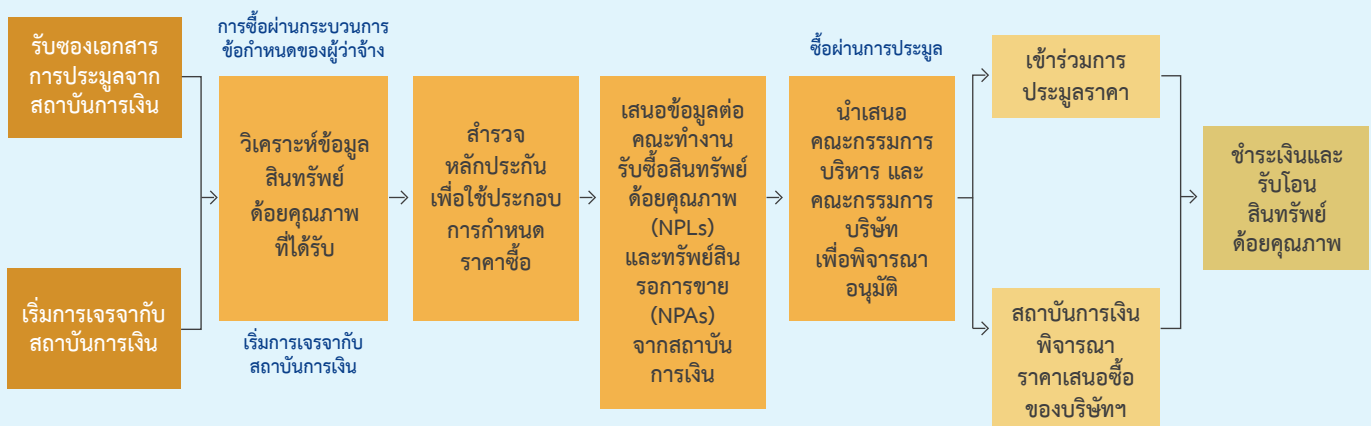 รับซองเอกสาร
การประมูลจาก
สถาบันการเงิน
เริ่มการเจรจากับ
สถาบันการเงิน
การซื้อผ่านกระบวนการ
ข้อกำหนดของผู้ว่าจ้าง
วิเคราะห์ข้อมูล
สินทรัพย์
ด้อยคุณภาพ
ที่ได้รับ
เริ่มการเจรจากับ
สถาบันการเงิน
สำรวจ
หลักประกัน
เพื่อใช้ประกอบ
การกำหนด
ราคาซื้อ
เสนอข้อมูลต่อ
คณะทำงาน
รับซื้อสินทรัพย์
ด้อยคุณภาพ
(NPLs)
และทรัพย์สิน
รอการขาย
(NPAs)
จากสถาบัน
การเงิน
ซื้อผ่านการประมูล
นำเสนอ
คณะกรรมการ
บริหาร และ
คณะกรรมการ
บริษัท
เพื่อพิจารณา
อนุมัติ
เข้าร่วมการ
ประมูลราคา
สถาบันการเงิน
พิจารณา
ราคาเสนอซื้อ
ของบริษัทฯ
ชำระเงินและ
รับโอน
สินทรัพย์
ด้อยคุณภาพ